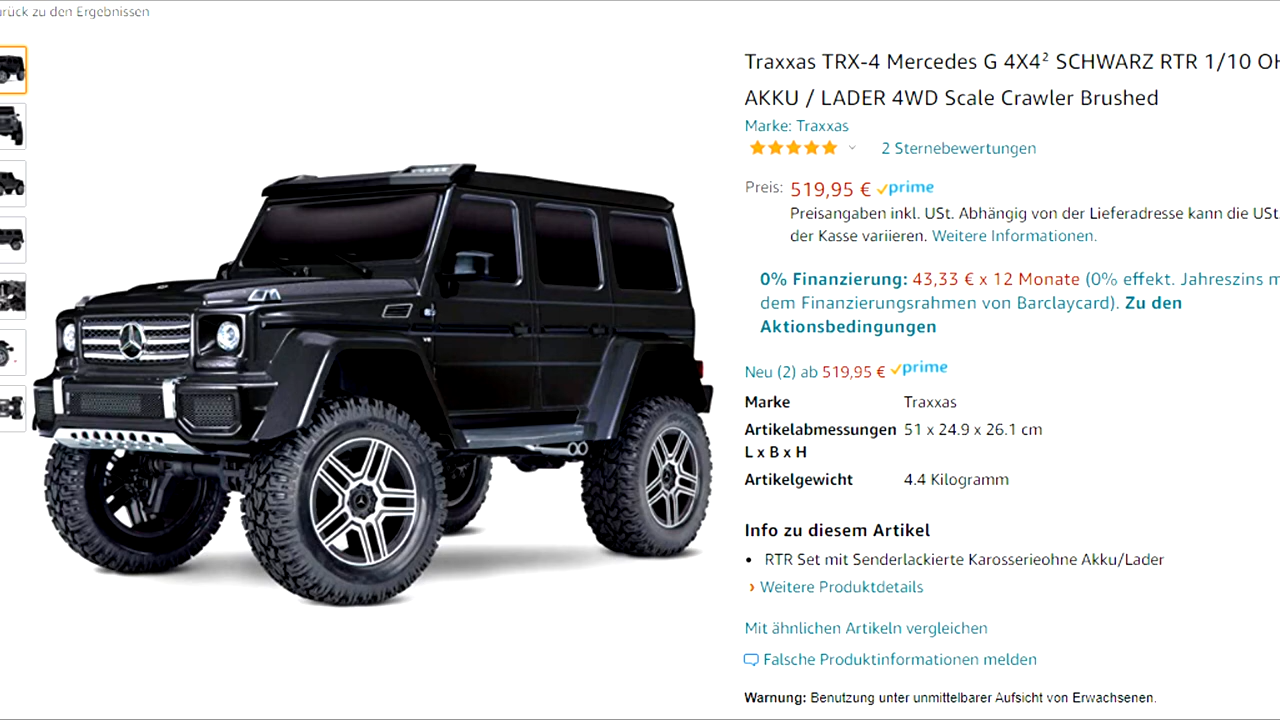 rück zu den Ergebnissen
Traxxas TRX-4 Mercedes G 4X4² SCHWARZ RTR 1/10
AKKU / LADER 4WD Scale Crawler Brushed
Marke: Traxxas
2 Sternebewertungen
Preis: 519,95 € prime
Preisangaben inkl. USt. Abhängig von der Lieferadresse kann die USt
der Kasse variieren. Weitere Informationen.
0% Finanzierung: 43,33 € x 12 Monate (0% effekt. Jahreszins m
dem Finanzierungsrahmen von Barclaycard). Zu den
Aktionsbedingungen
Neu (2) ab 519,95 € prime
Marke Traxxas
Artikelabmessungen 51 x 24.9 x 26.1 cm
L x B x H
Artikelgewicht 4.4 Kilogramm
Info zu diesem Artikel
• RTR Set mit Senderlackierte Karosserieohne Akku/Lader
› Weitere Produktdetails
Mit ähnlichen Artikeln vergleichen
Falsche Produktinformationen melden
Warnung: Benutzung unter unmittelbarer Aufsicht von Erwachsenen.